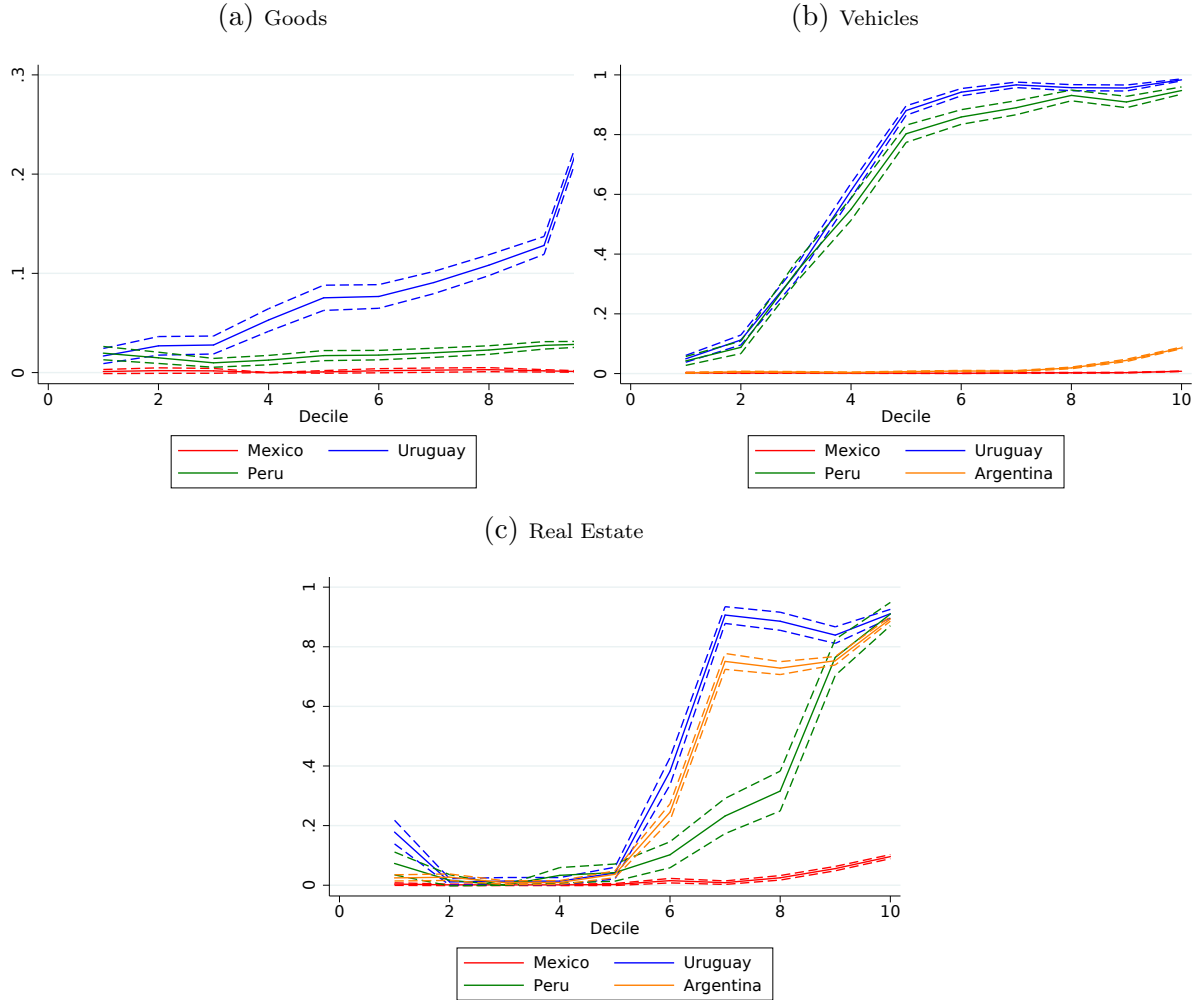 (a) Goods
.3
.2
.1
0
0 2 4 6 8
Decile
Mexico Uruguay
Peru
(b) Vehicles
1
.8
.6
.4
.2
0
0 2 4 6 8 10
Decile
Mexico Uruguay
Peru Argentina
(c) Real Estate
1
.8
.6
.4
.2
0
0 2 4 6 8 10
Decile
Mexico Uruguay
Peru Argentina